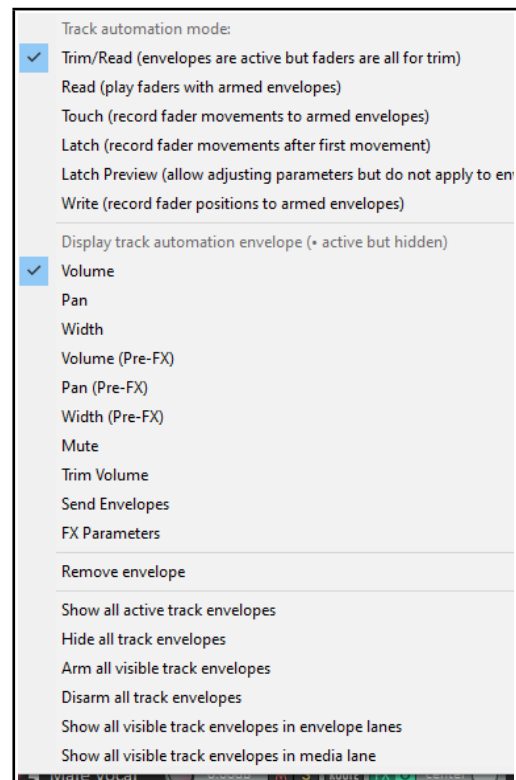 Track automation mode:
Trim/Read (envelopes are active but faders are all for trim)
Read (play faders with armed envelopes)
Touch (record fader movements to armed envelopes)
Latch (record fader movements after first movement)
Latch Preview (allow adjusting parameters but do not apply to en
Write (record fader positions to armed envelopes)
Display track automation envelope (• active but hidden)
Volume
Pan
Width
Volume (Pre-FX)
Pan (Pre-FX)
Width (Pre-FX)
Mute
Trim Volume
Send Envelopes
FX Parameters
Remove envelope
Show all active track envelopes
Hide all track envelopes
Arm all visible track envelopes
Disarm all track envelopes
Show all visible track envelopes in envelope lanes
Show all visible track envelopes in media lane
Male Vocal